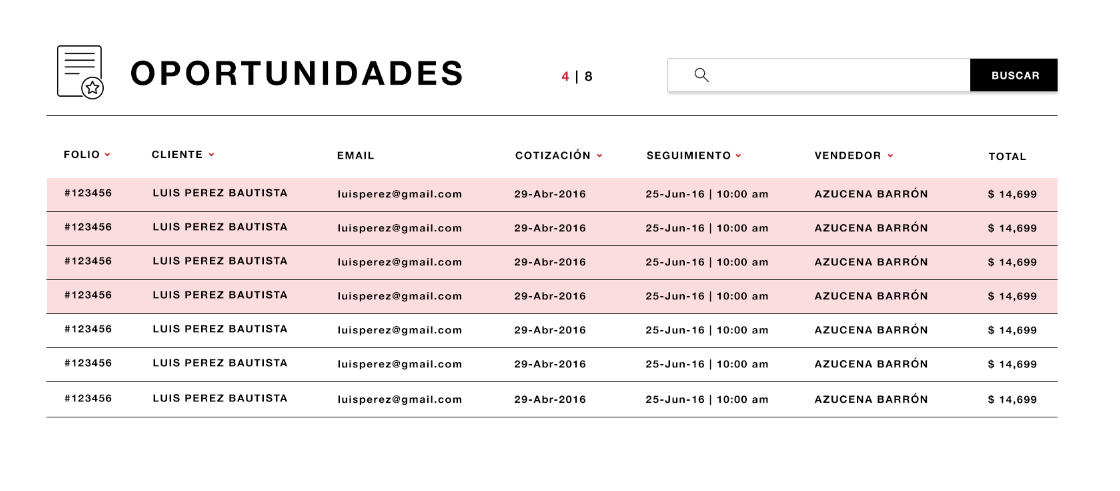 OPORTUNIDADES 4 | 8 BUSCAR
FOLIO CLIENTE EMAIL COTIZACIÓN SEGUIMIENTO VENDEDOR TOTAL
#123456 LUIS PEREZ BAUTISTA luisperez@gmail.com 29-Abr-2016 25-Jun-16 | 10:00 am AZUCENA BARRÓN $ 14,699
#123456 LUIS PEREZ BAUTISTA luisperez@gmail.com 29-Abr-2016 25-Jun-16 | 10:00 am AZUCENA BARRÓN $ 14,699
#123456 LUIS PEREZ BAUTISTA luisperez@gmail.com 29-Abr-2016 25-Jun-16 | 10:00 am AZUCENA BARRÓN $ 14,699
#123456 LUIS PEREZ BAUTISTA luisperez@gmail.com 29-Abr-2016 25-Jun-16 | 10:00 am AZUCENA BARRÓN $ 14,699
#123456 LUIS PEREZ BAUTISTA luisperez@gmail.com 29-Abr-2016 25-Jun-16 | 10:00 am AZUCENA BARRÓN $ 14,699
#123456 LUIS PEREZ BAUTISTA luisperez@gmail.com 29-Abr-2016 25-Jun-16 | 10:00 am AZUCENA BARRÓN $ 14,699
#123456 LUIS PEREZ BAUTISTA luisperez@gmail.com 29-Abr-2016 25-Jun-16 | 10:00 am AZUCENA BARRÓN $ 14,699